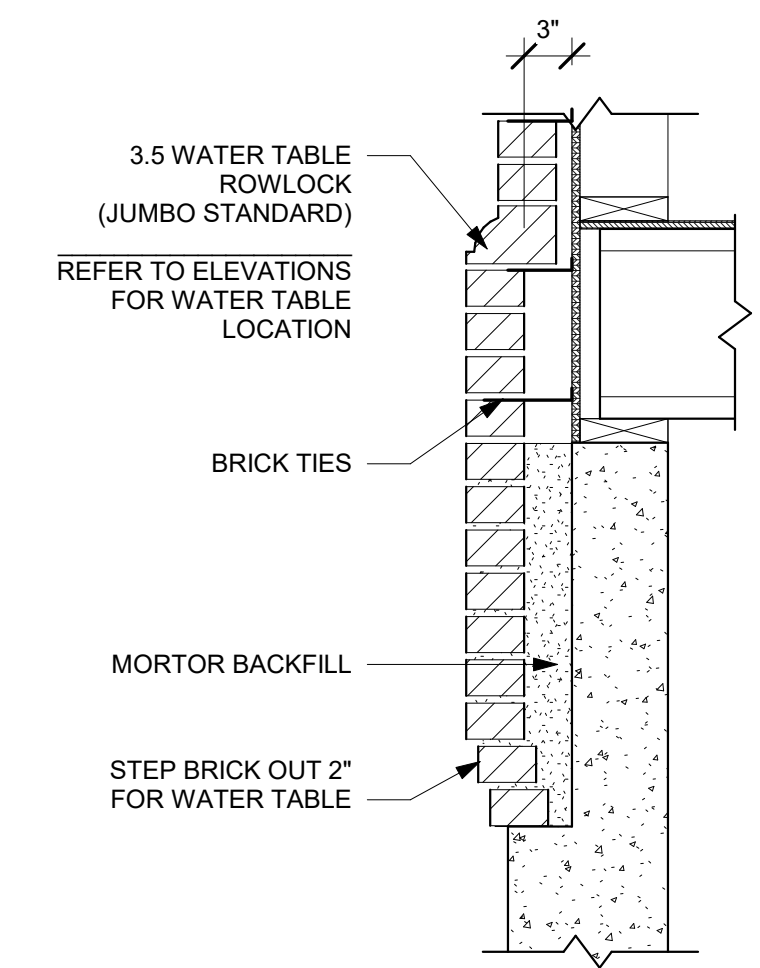 3"
3.5 WATER TABLE
ROWLOCK
(JUMBO STANDARD)
REFER TO ELEVATIONS
FOR WATER TABLE
LOCATION
BRICK TIES
MORTOR BACKFILL
STEP BRICK OUT 2"
FOR WATER TABLE